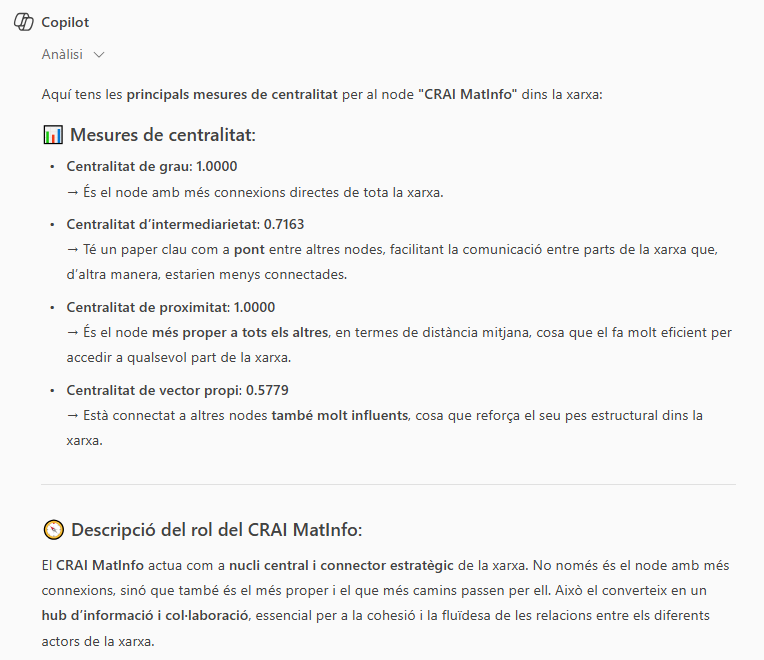 Copilot
Anàlisi
Aquí tens les principals mesures de centralitat per al node "CRAI MatInfo" dins la xarxa:
Mesures de centralitat:
• Centralitat de grau: 1.0000
→ És el node amb més connexions directes de tota la xarxa.
• Centralitat d’intermediarietat: 0.7163
→ Té un paper clau com a pont entre altres nodes, facilitant la comunicació entre parts de la xarxa que,
d’altra manera, estarien menys connectades.
• Centralitat de proximitat: 1.0000
→ És el node més proper a tots els altres, en termes de distància mitjana, cosa que el fa molt eficient per
accedir a qualsevol part de la xarxa.
• Centralitat de vector propi: 0.5779
→ Està connectat a altres nodes també molt influents, cosa que reforça el seu pes estructural dins la
xarxa.
Descripció del rol del CRAI MatInfo:
El CRAI MatInfo actua com a nucli central i connector estratègic de la xarxa. No només és el node amb més
connexions, sinó que també és el més proper i el que més camins passen per ell. Això el converteix en un
hub d’informació i col·laboració, essencial per a la cohesió i la fluïdesa de les relacions entre els diferents
actors de la xarxa.